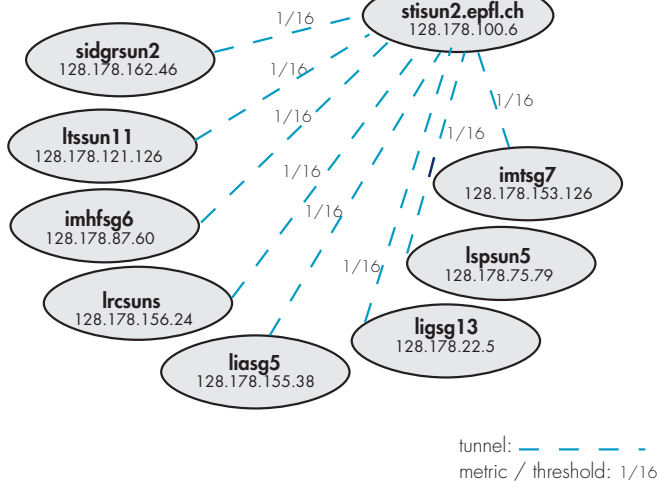 stisun2.epfl.ch
128.178.100.6
1/16
sidgrsun2
128.178.162.46
1/16
ltssun11
128.178.121.126
1/16
1/16
1/16
imtsg7
128.178.153.126
1/16
imhfsg6
128.178.87.60
1/16
lspsun5
128.178.75.79
1/16
lrcsuns
128.178.156.24
ligsg13
128.178.22.5
liasg5
128.178.155.38
tunnel:
metric / threshold: 1/16